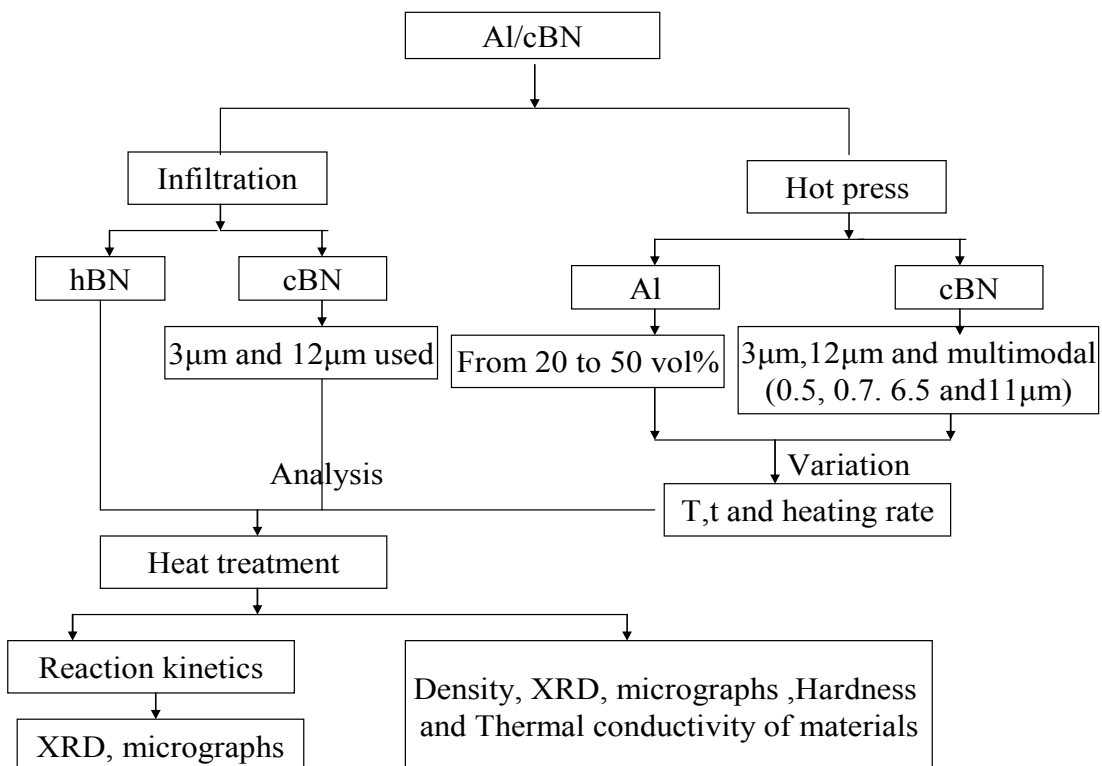 Al/cBN
Infiltration
Hot press
hBN
cBN
Al
cBN
3μm and 12μm used
From 20 to 50 vol%
3μm,12μm and multimodal
(0.5, 0.7. 6.5 and11μm)
Analysis
Variation
T,t and heating rate
Heat treatment
Reaction kinetics
Density, XRD, micrographs ,Hardness
and Thermal conductivity of materials
XRD, micrographs